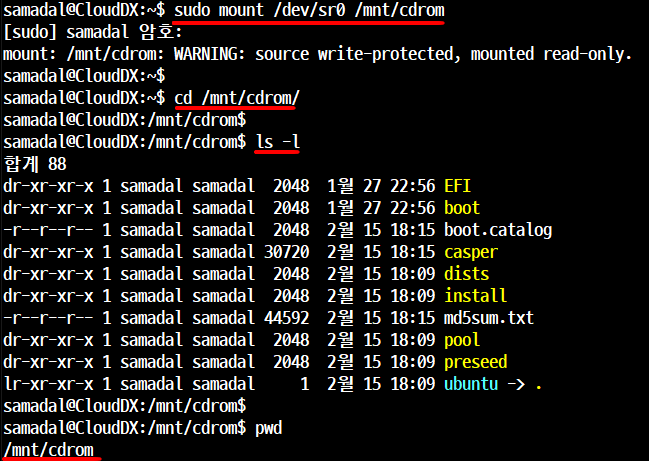 samadal@CloudDX:~$ sudo mount /dev/sr0 /mnt/cdrom
[sudo] samadal 암호:
mount: /mnt/cdrom: WARNING: source write-protected, mounted read-only.
samadal@CloudDX:~$
samadal@CloudDX:~$ cd /mnt/cdrom/
samadal@CloudDX:/mnt/cdrom$
samadal@CloudDX:/mnt/cdrom$ ls -l
합계 88
dr-xr-xr-x 1 samadal samadal  2048  1월 27 22:56 EFI
dr-xr-xr-x 1 samadal samadal  2048  1월 27 22:56 boot
-r--r--r-- 1 samadal samadal  2048  2월 15 18:15 boot.catalog
dr-xr-xr-x 1 samadal samadal 30720  2월 15 18:15 casper
dr-xr-xr-x 1 samadal samadal  2048  2월 15 18:09 dists
dr-xr-xr-x 1 samadal samadal  2048  2월 15 18:09 install
-r--r--r-- 1 samadal samadal 44592  2월 15 18:15 md5sum.txt
dr-xr-xr-x 1 samadal samadal  2048  2월 15 18:09 pool
dr-xr-xr-x 1 samadal samadal  2048  2월 15 18:09 preseed
lr-xr-xr-x 1 samadal samadal     1  2월 15 18:09 ubuntu -> .
samadal@CloudDX:/mnt/cdrom$
samadal@CloudDX:/mnt/cdrom$ pwd
/mnt/cdrom